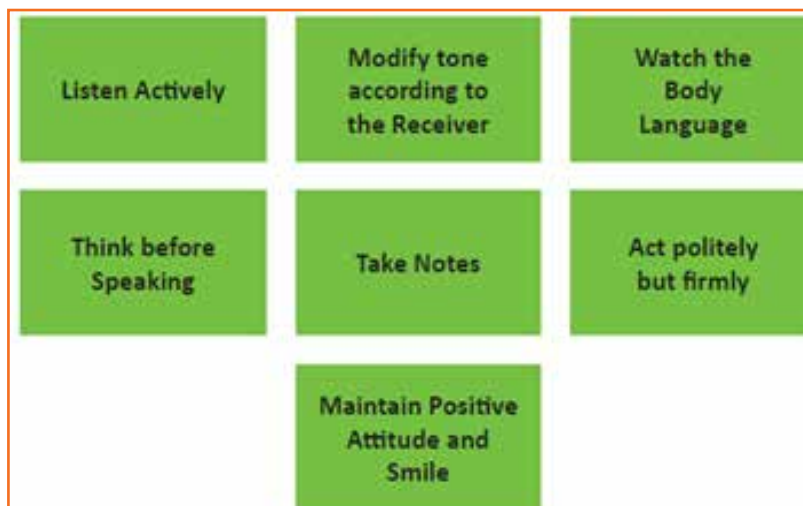 Listen Actively
Modify tone
according to
the Receiver
Watch the
Body
Language
Think before
Speaking
Take Notes
Act politely
but firmly
Maintain Positive
Attitude and
Smile